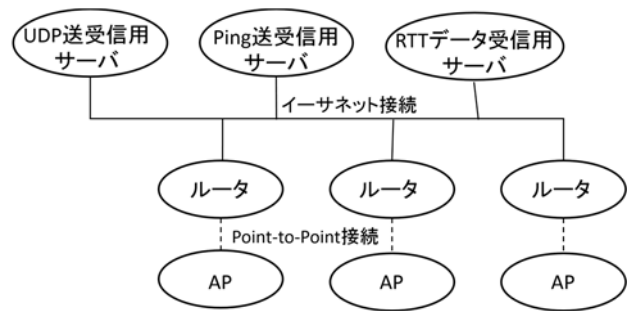 UDP送受信用
サーバ
Ping送受信用
サーバ
RTTデータ受信用
サーバ
イーサネット接続
ルータ
ルータ
ルータ
Point-to-Point接続
AP
AP
AP